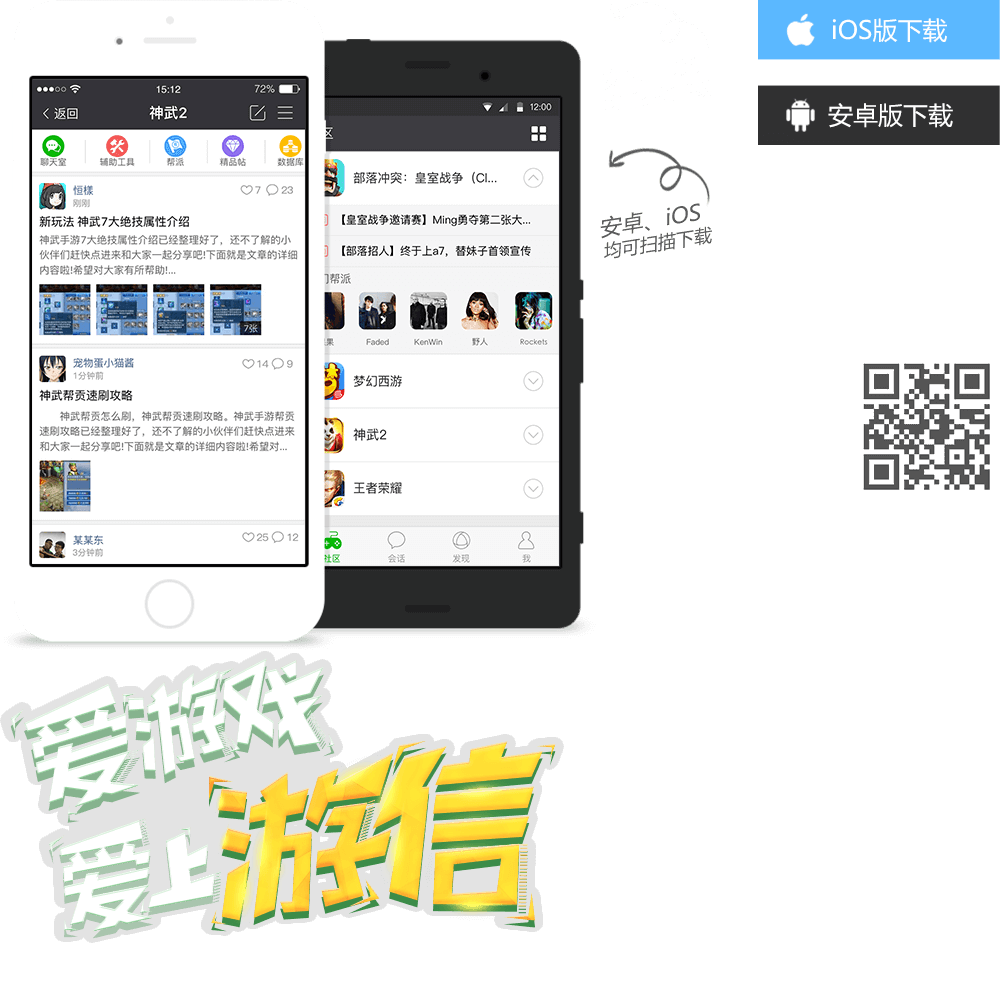 15:12
72%
返回
神武2
聊天室
辅助工具
帮派
精品帖
数据库
恒樣
刚刚
7
23
新玩法 神武7大绝技属性介绍
神武手游7大绝技属性介绍已经整理好了，还不了解的小
伙伴们赶快点进来和大家一起分享吧!下面就是文章的详细
内容啦!希望对大家有所帮助!...
7张
宠物蛋小猫酱
1分钟前
14
9
神武帮贡速刷攻略
神武帮贡怎么刷，神武帮贡速刷攻略。神武手游帮贡
速刷攻略已经整理好了，还不了解的小伙伴们赶快点进来
和大家一起分享吧!下面就是文章的详细内容啦!希望对...
某某东
3分钟前
25
12
12:00
区
部落冲突：皇室战争（Cl...
【皇室战争邀请赛】Ming勇夺第二张大...
【部落招人】终于上a7，替妹子首领宣传
门帮派
果
Faded
KenWin
野人
Rockets
梦幻西游
神武2
王者荣耀
社区
会话
发现
我
iOS版下载
安卓版下载
安卓、iOS
均可扫描下载
爱游戏
爱上游信